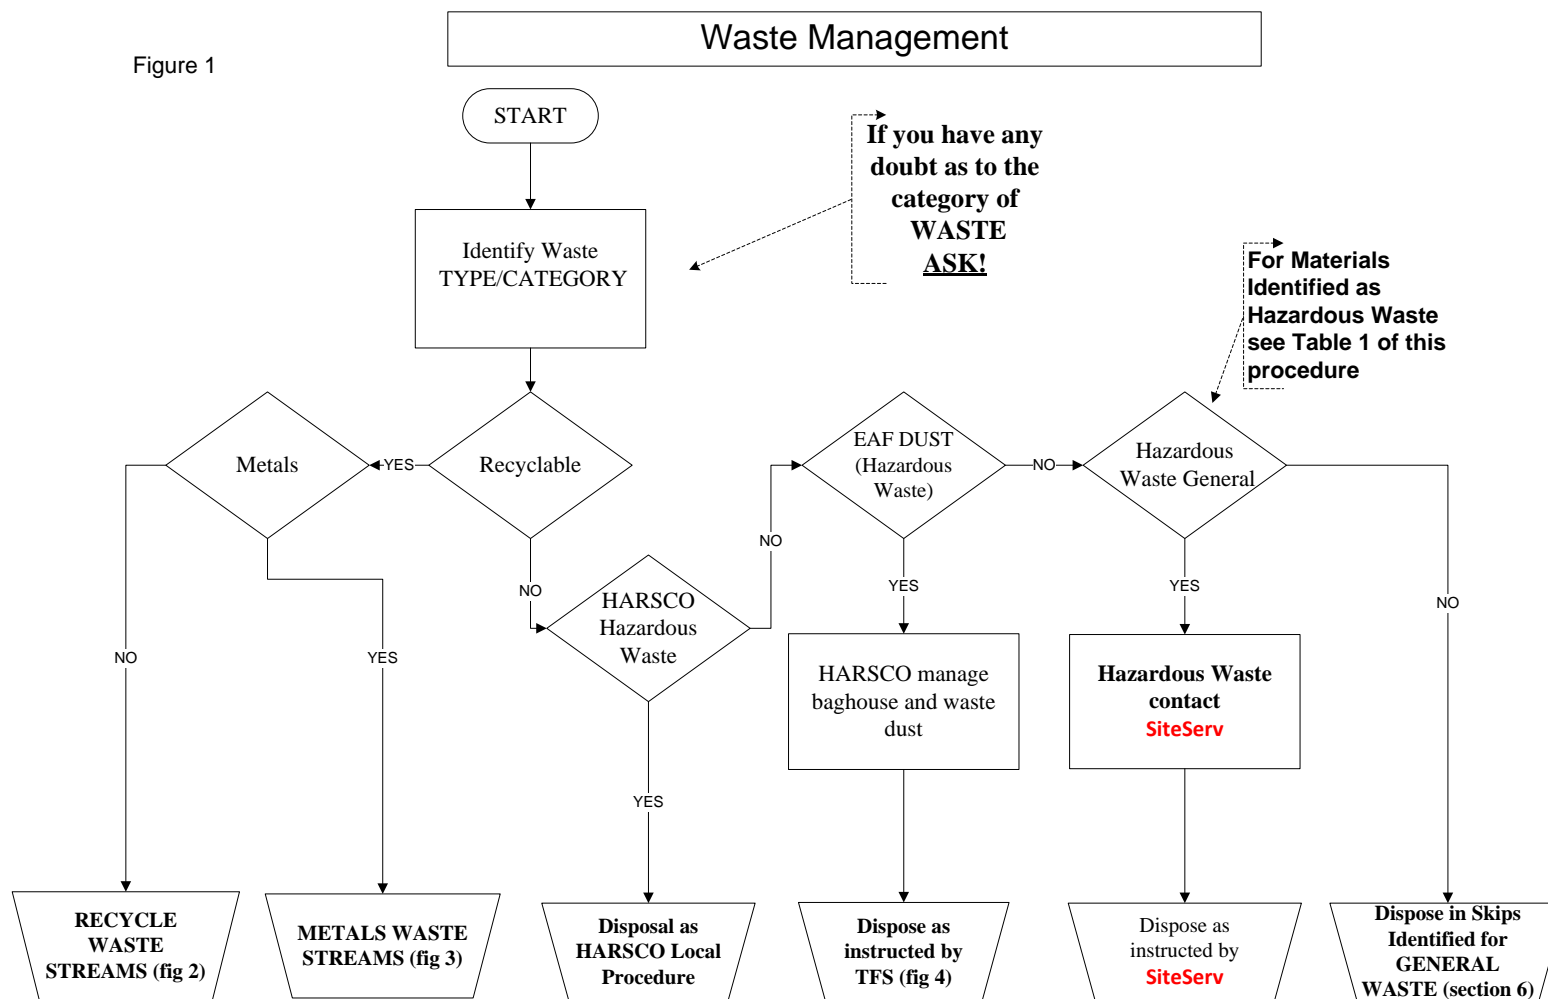 Waste Management
Figure 1
START
If you have any
doubt as to the
category of
WASTE
ASK!
Identify Waste
TYPE/CATEGORY
For Materials
Identified as
Hazardous Waste
see Table 1 of this
procedure
Metals
YES
Recyclable
EAF DUST
(Hazardous
Waste)
NO
Hazardous
Waste General
NO
NO
HARSCO
Hazardous
Waste
YES
YES
NO
NO
YES
HARSCO manage
baghouse and waste
dust
Hazardous Waste
contact
SiteServ
YES
RECYCLE
WASTE
STREAMS (fig 2)
METALS WASTE
STREAMS (fig 3)
Disposal as
HARSCO Local
Procedure
Dispose as
instructed by
TFS (fig 4)
Dispose as
instructed by
SiteServ
Dispose in Skips
Identified for
GENERAL
WASTE (section 6)